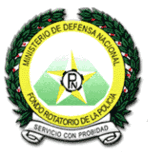 MINISTERIO DE DEFENSA NACIONAL
R
FONDO ROTATORIO DE LA POLICIA
SERVICIO CON PROBIDAD